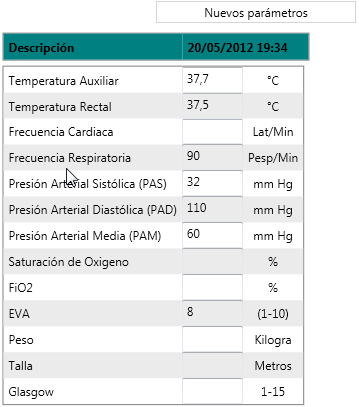 Nuevos parámetros
Descripción 20/05/2012 19:34
Temperatura Auxiliar 37,7 °C
Temperatura Rectal 37,5 °C
Frecuencia Cardiaca Lat/Min
Frecuencia Respiratoria 90 Pesp/Min
Presión Arterial Sistólica (PAS) 32 mm Hg
Presión Arterial Diastólica (PAD) 110 mm Hg
Presión Arterial Media (PAM) 60 mm Hg
Saturación de Oxigeno %
FiO2 %
EVA 8 (1-10)
Peso Kilogra
Talla Metros
Glasgow 1-15